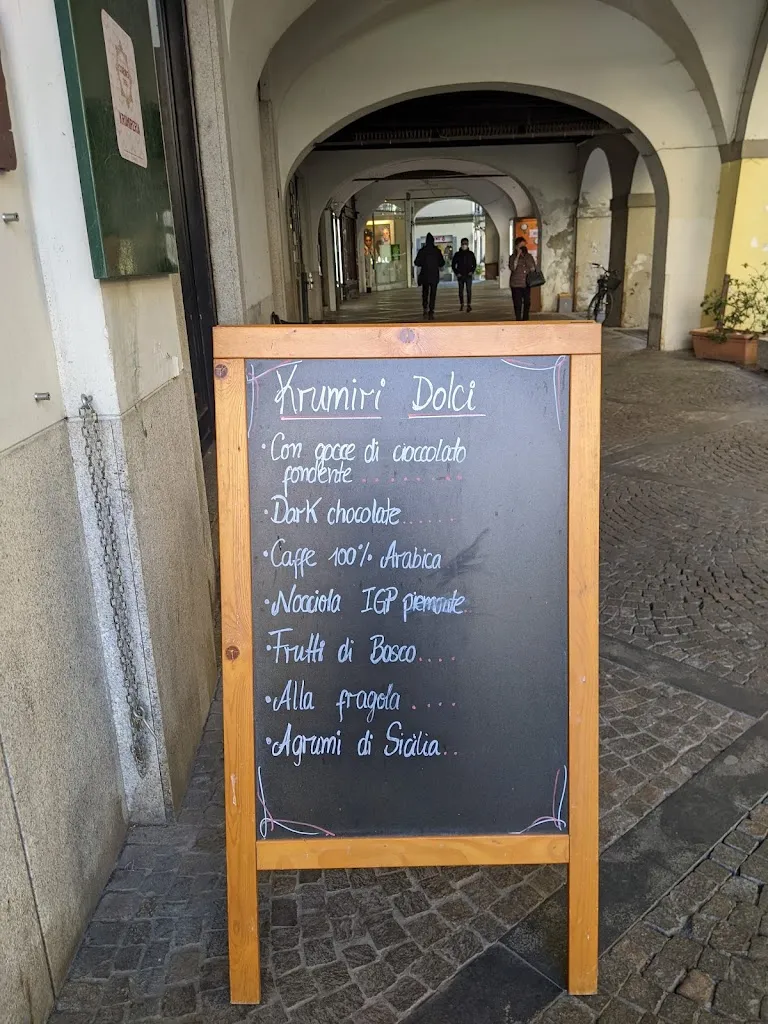 Krumiri Dolci
• Con gocce di cioccolato
fondente ........
• Dark chocolate ......
• Caffe 100% Arabica
• Nocciola IGP piemonte
• Frutti di Bosco ....
• Alla fragola ....
• Agrumi di Sicilia ..